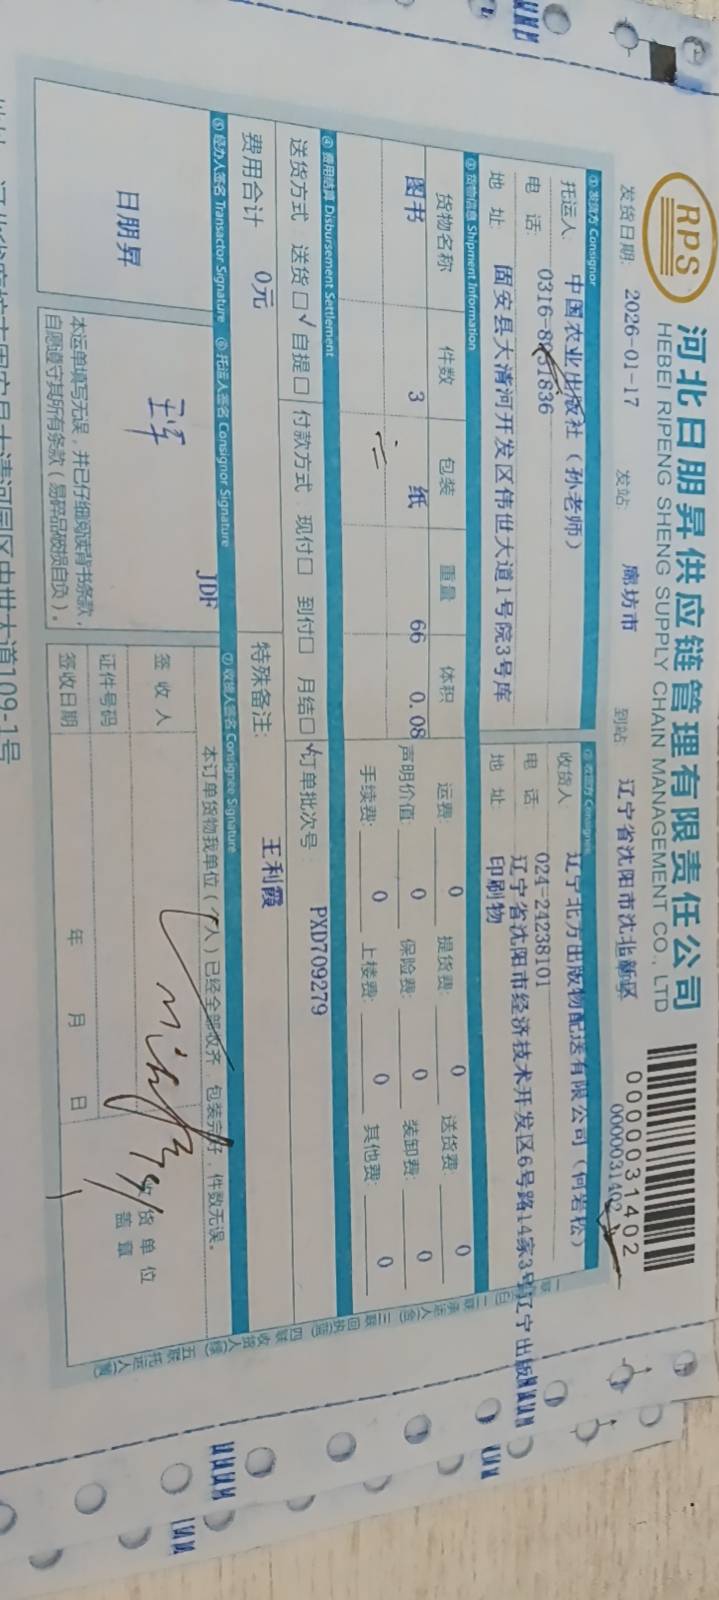 RPS
河北日朋昇供应链管理有限责任公司
HEBEI RIPENG SHENG SUPPLY CHAIN MANAGEMENT CO., LTD
0000031402
0000031402
发货日期: 2026-01-17 发站: 廊坊市 到站: 辽宁省沈阳市沈北新区
① 发货方 Consignor
托运人: 中国农业出版社（孙老师）
电 话: 0316-
地 址: 固安县大清河开发区伟世大道1号院3号库
② 收货方 Consignee
收货人: 辽宁北方出版物配送有限公司（何若松）
电 话: 024-24238101
地 址: 辽宁省沈阳市经济技术开发区6号路14家3号辽宁出版
印刷物
③ 货物信息 Shipment Information
货物名称 件数 包装 重量 体积
图书 3 纸 66 0.08
运费: 0 提货费: 0 送货费: 0
声明价值: 0 保险费: 0 装卸费: 0
手续费: 0 上楼费: 0 其他费: 0
④ 费用结算 Disbursement Settlement
送货方式: 送货□√ 自提□ 付款方式: 现付□ 到付□ 月结□√ 订单批次号: PXD709279
费用合计 0元 特殊备注: 王利霞
⑤ 经办人签名 Transactor Signature ⑥ 托运人签名 Consignor Signature ⑦ 收货人签名 Consignee Signature
日朋昇
JDF
本运单填写无误，并已仔细阅读背书条款，
自愿遵守其所有条款（易碎品破损自负）。
本订单货物我单位（个人）已经全部收齐，包装完好，件数无误。
签 收 人
证件号码
签收日期 年 月 日
收货单位
盖 章
道109-1号